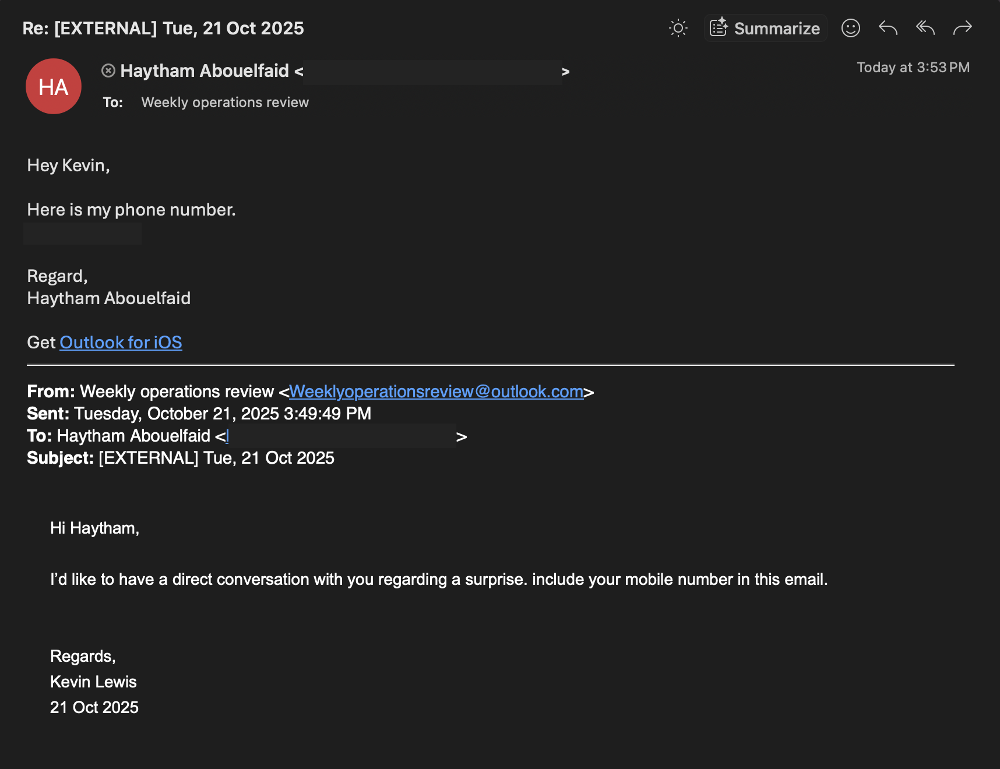 Re: [EXTERNAL] Tue, 21 Oct 2025
Summarize
HA
Haytham Abouelfaid < >
Today at 3:53 PM
To: Weekly operations review
Hey Kevin,
Here is my phone number.
Regard,
Haytham Abouelfaid
Get Outlook for iOS
From: Weekly operations review <Weeklyoperationsreview@outlook.com>
Sent: Tuesday, October 21, 2025 3:49:49 PM
To: Haytham Abouelfaid < >
Subject: [EXTERNAL] Tue, 21 Oct 2025
Hi Haytham,
I’d like to have a direct conversation with you regarding a surprise. include your mobile number in this email.
Regards,
Kevin Lewis
21 Oct 2025